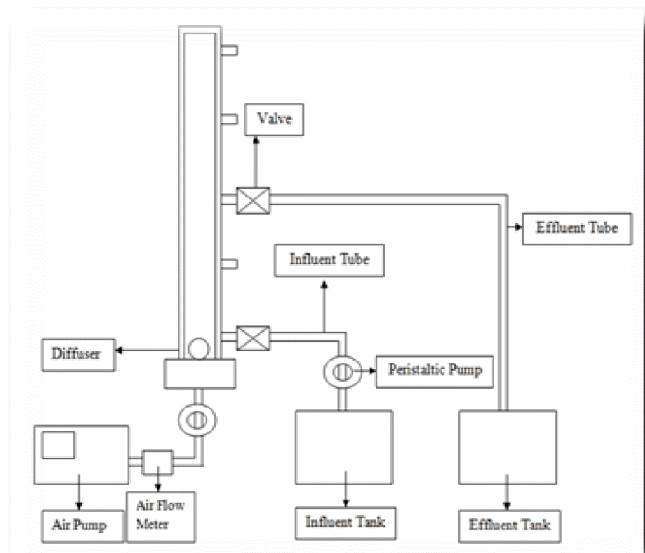 Valve
Effluent Tube
Influent Tube
Diffuser
Peristaltic Pump
Air Flow
Meter
Air Pump
Influent Tank
Effluent Tank